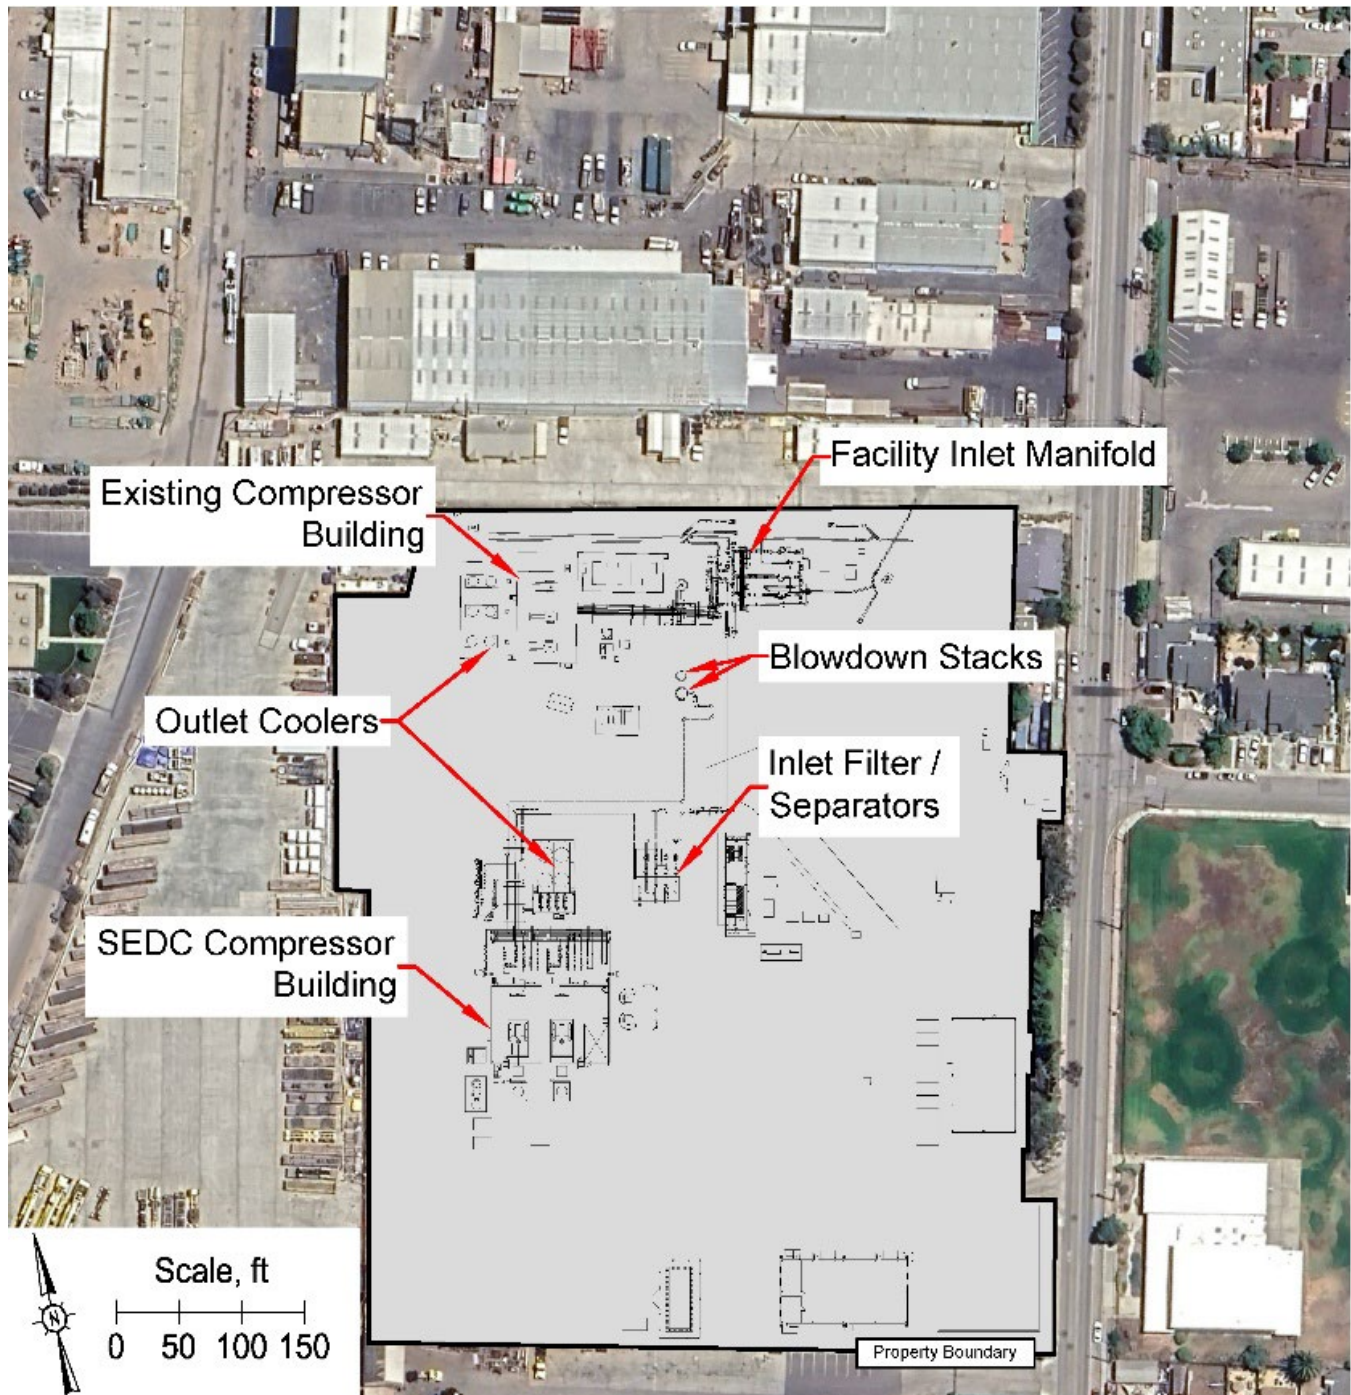 Facility Inlet Manifold
Existing Compressor
Building
Blowdown Stacks
Outlet Coolers
Inlet Filter /
Separators
SEDC Compressor
Building
N
Scale, ft
0 50 100 150
Property Boundary